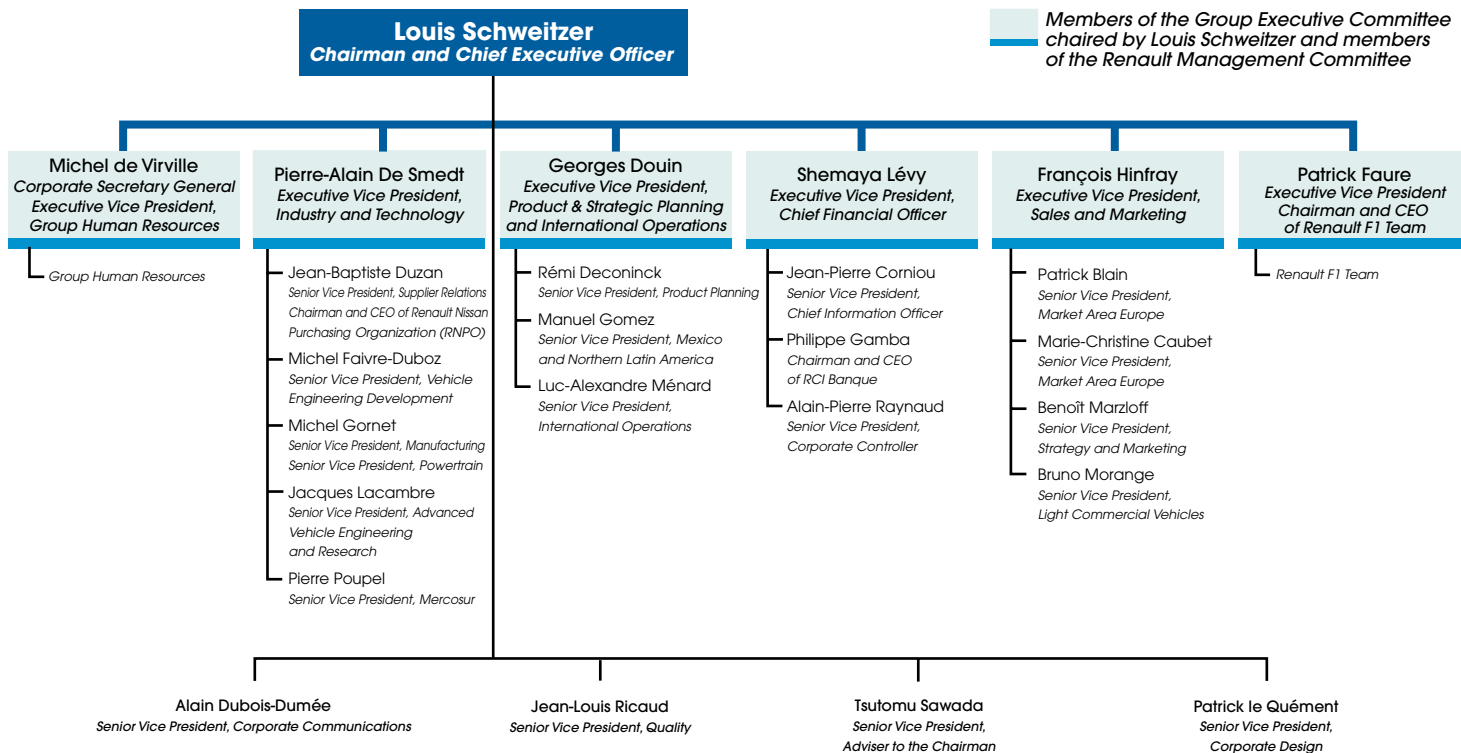 Louis Schweitzer
Chairman and Chief Executive Officer
Members of the Group Executive Committee
chaired by Louis Schweitzer and members
of the Renault Management Committee
Michel de Virville
Corporate Secretary General
Executive Vice President,
Group Human Resources
Group Human Resources
Pierre-Alain De Smedt
Executive Vice President,
Industry and Technology
Jean-Baptiste Duzan
Senior Vice President, Supplier Relations
Chairman and CEO of Renault Nissan
Purchasing Organization (RNPO)
Michel Faivre-Duboz
Senior Vice President, Vehicle
Engineering Development
Michel Gornet
Senior Vice President, Manufacturing
Senior Vice President, Powertrain
Jacques Lacambre
Senior Vice President, Advanced
Vehicle Engineering
and Research
Pierre Poupel
Senior Vice President, Mercosur
Georges Douin
Executive Vice President,
Product & Strategic Planning
and International Operations
Rémi Deconinck
Senior Vice President, Product Planning
Manuel Gomez
Senior Vice President, Mexico
and Northern Latin America
Luc-Alexandre Ménard
Senior Vice President,
International Operations
Shemaya Lévy
Executive Vice President,
Chief Financial Officer
Jean-Pierre Corniou
Senior Vice President,
Chief Information Officer
Philippe Gamba
Chairman and CEO
of RCI Banque
Alain-Pierre Raynaud
Senior Vice President,
Corporate Controller
François Hinfray
Executive Vice President,
Sales and Marketing
Patrick Blain
Senior Vice President,
Market Area Europe
Marie-Christine Caubet
Senior Vice President,
Market Area Europe
Benoît Marzloff
Senior Vice President,
Strategy and Marketing
Bruno Morange
Senior Vice President,
Light Commercial Vehicles
Patrick Faure
Executive Vice President
Chairman and CEO
of Renault F1 Team
Renault F1 Team
Alain Dubois-Dumée
Senior Vice President, Corporate Communications
Jean-Louis Ricaud
Senior Vice President, Quality
Tsutomu Sawada
Senior Vice President,
Adviser to the Chairman
Patrick le Quément
Senior Vice President,
Corporate Design